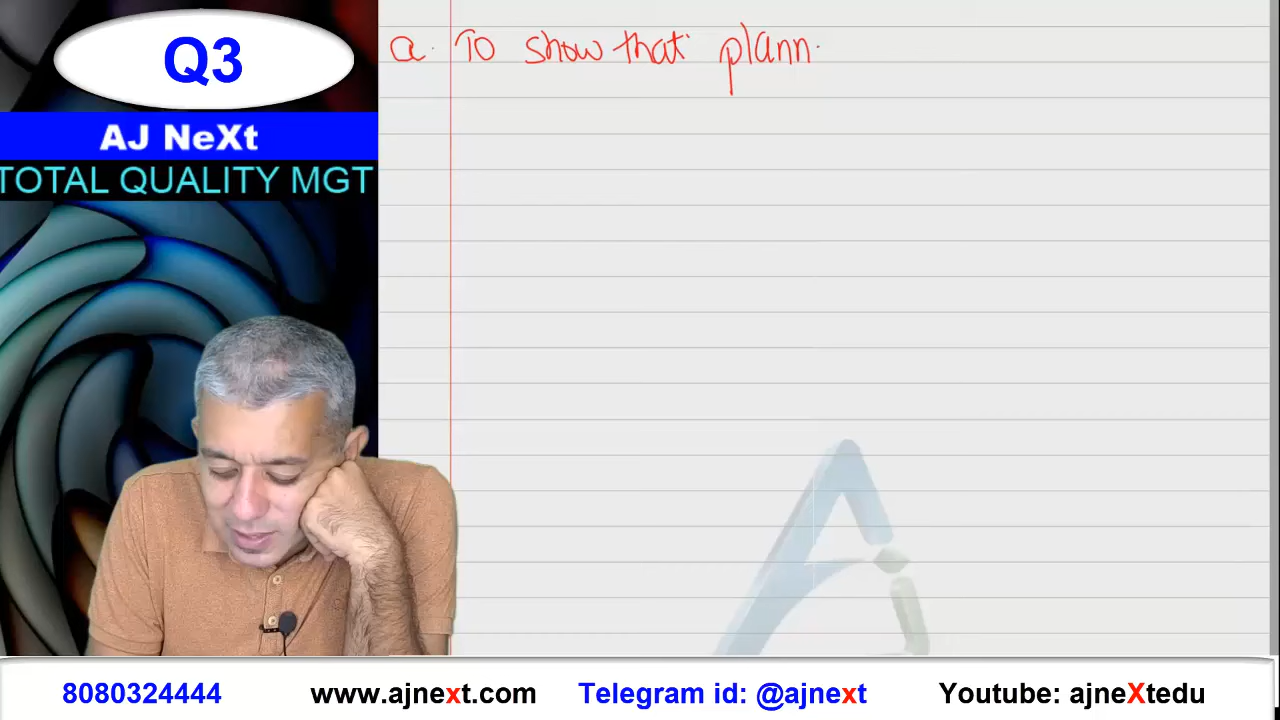 Q3
AJ NeXt
TOTAL QUALITY MGT
a. To show that plann.
8080324444
www.ajnext.com
Telegram id: @ajnext
Youtube: ajneXtedu